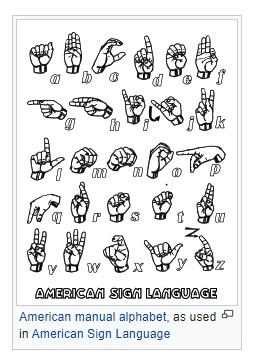 a b c d e f
g h i j k
l m n o p
q r s t u
v w x y z
AMERICAN SIGN LANGUAGE
American manual alphabet, as used
in American Sign Language